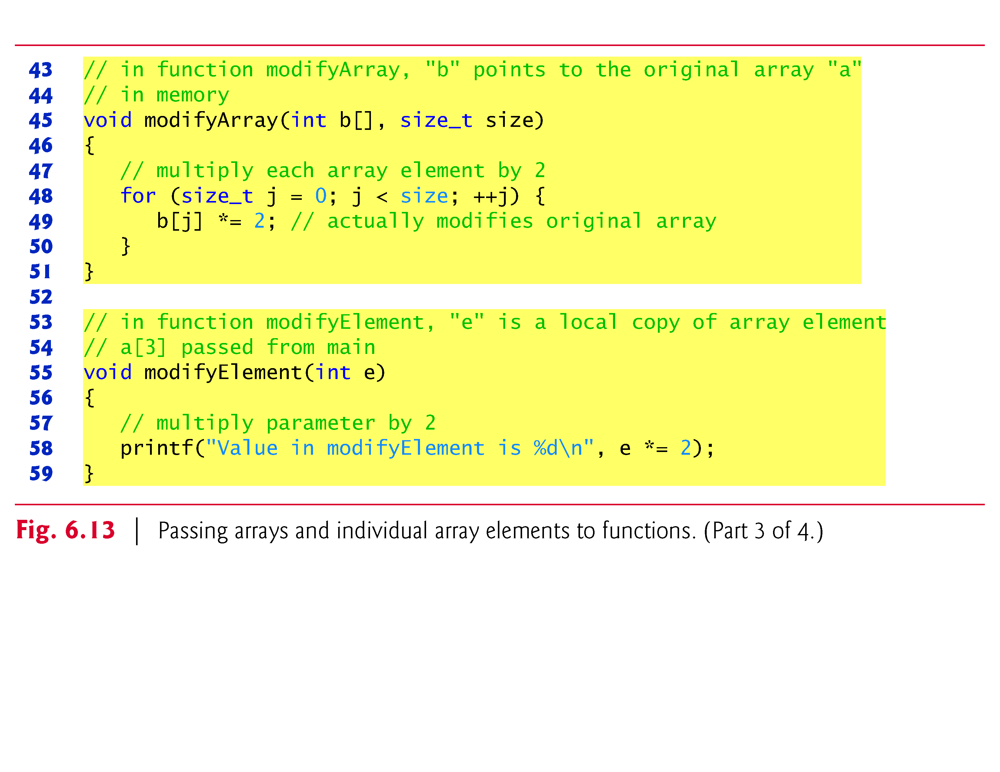 43 // in function modifyArray, "b" points to the original array "a"
44 // in memory
45 void modifyArray(int b[], size_t size)
46 {
47    // multiply each array element by 2
48    for (size_t j = 0; j < size; ++j) {
49       b[j] *= 2; // actually modifies original array
50    }
51 }
52
53 // in function modifyElement, "e" is a local copy of array element
54 // a[3] passed from main
55 void modifyElement(int e)
56 {
57    // multiply parameter by 2
58    printf("Value in modifyElement is %d\n", e *= 2);
59 }
Fig. 6.13 | Passing arrays and individual array elements to functions. (Part 3 of 4.)